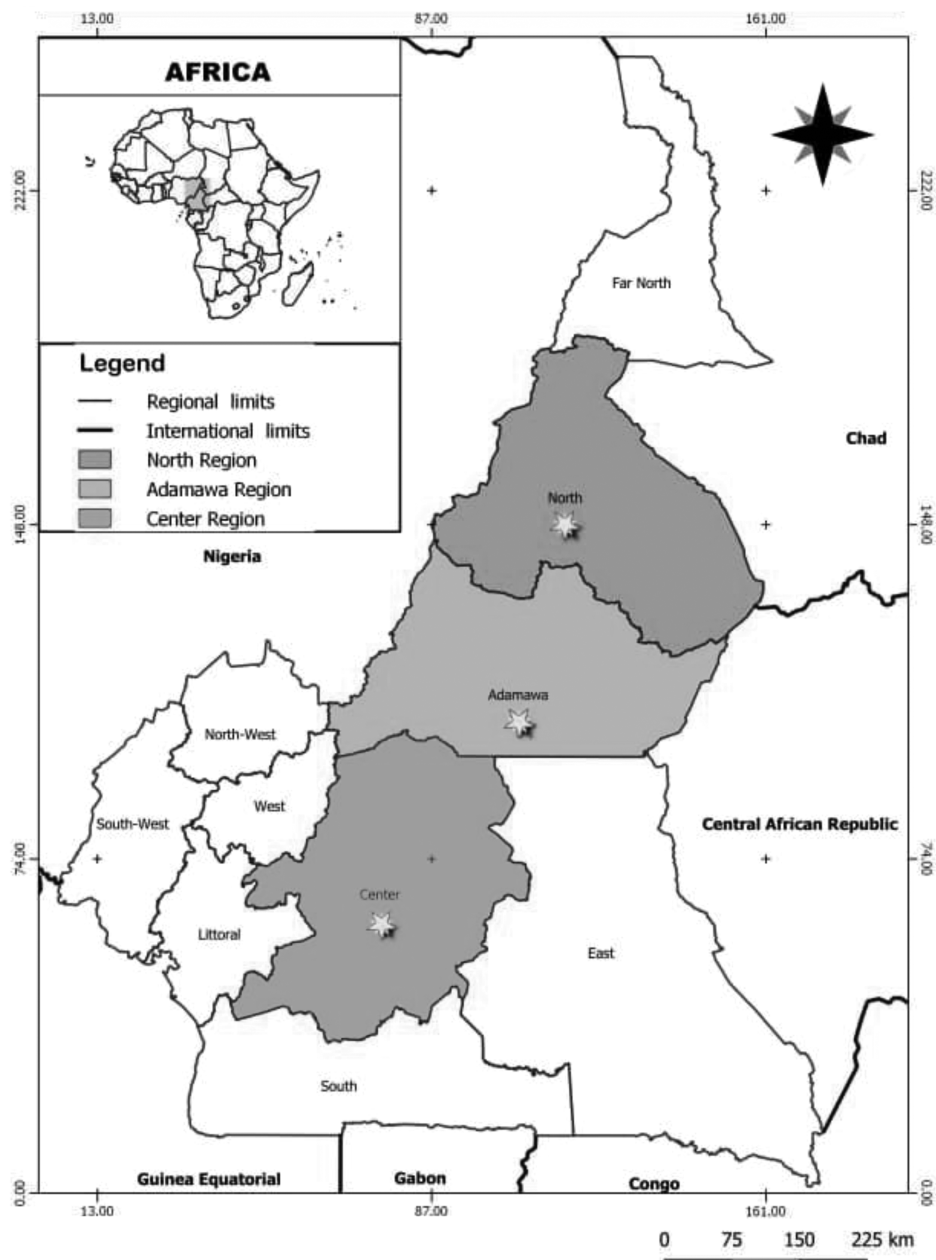 13.00 87.00 161.00
AFRICA
222.00 222.00
Far North
Legend
Regional limits
International limits
North Region
Adamawa Region
Center Region
Chad
North
148.00 148.00
Nigeria
Adamawa
North-West
West
South-West
Central African Republic
74.00 74.00
Center
Littoral
East
South
Guinea Equatorial
Gabon
Congo
0.00 0.00
13.00 87.00 161.00
0 75 150 225 km